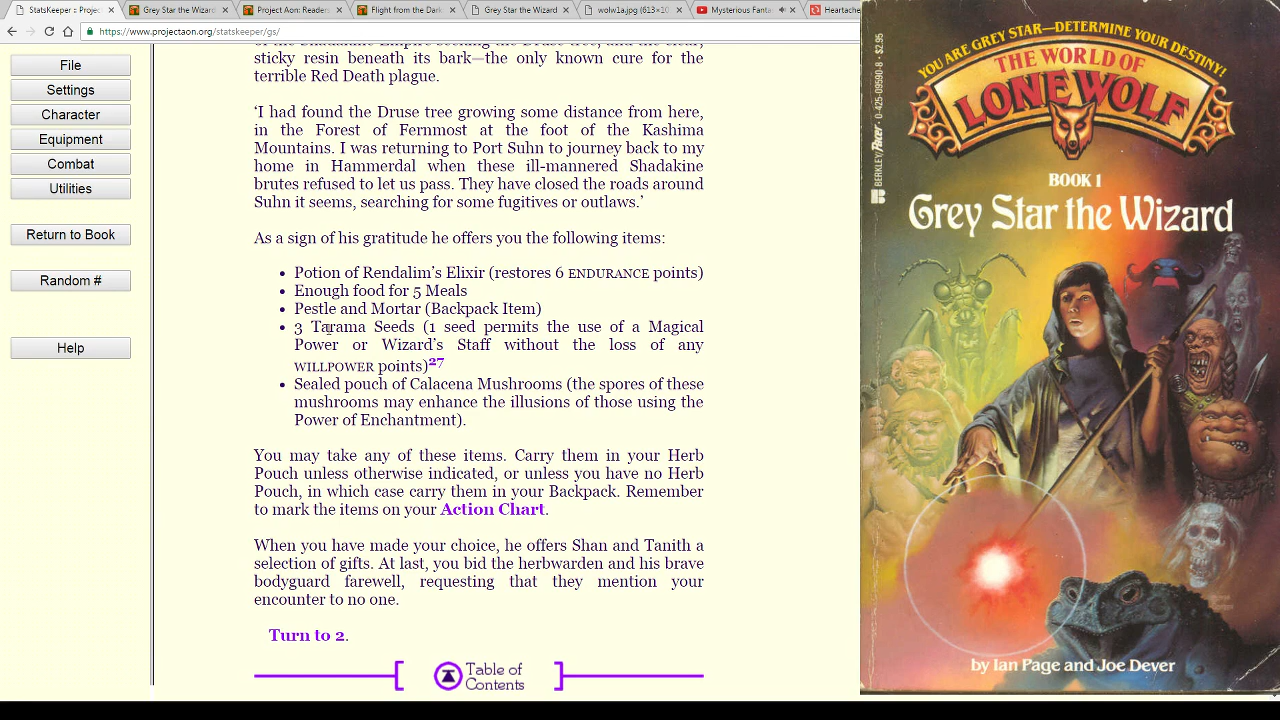 StatsKeeper :: Projec
Grey Star the Wizard
Project Aon: Readers
Flight from the Dark
Grey Star the Wizard
wolw1a.jpg (613×10
Mysterious Fanta
Heartache
https://www.projectaon.org/statskeeper/gs/
File
Settings
Character
Equipment
Combat
Utilities
Return to Book
Random #
Help
sticky resin beneath its bark—the only known cure for the
terrible Red Death plague.
‘I had found the Druse tree growing some distance from here,
in the Forest of Fernmost at the foot of the Kashima
Mountains. I was returning to Port Suhn to journey back to my
home in Hammerdal when these ill-mannered Shadakine
brutes refused to let us pass. They have closed the roads around
Suhn it seems, searching for some fugitives or outlaws.’
As a sign of his gratitude he offers you the following items:
• Potion of Rendalim’s Elixir (restores 6 ENDURANCE points)
• Enough food for 5 Meals
• Pestle and Mortar (Backpack Item)
• 3 Tarama Seeds (1 seed permits the use of a Magical
Power or Wizard’s Staff without the loss of any
WILLPOWER points)27
• Sealed pouch of Calacena Mushrooms (the spores of these
mushrooms may enhance the illusions of those using the
Power of Enchantment).
You may take any of these items. Carry them in your Herb
Pouch unless otherwise indicated, or unless you have no Herb
Pouch, in which case carry them in your Backpack. Remember
to mark the items on your Action Chart.
When you have made your choice, he offers Shan and Tanith a
selection of gifts. At last, you bid the herbwarden and his brave
bodyguard farewell, requesting that they mention your
encounter to no one.
Turn to 2.
Table of
Contents
BERKLEY/Pacer • 0-425-09590-8 • $2.95
YOU ARE GREY STAR—DETERMINE YOUR DESTINY!
THE WORLD OF
LONE WOLF
BOOK 1
Grey Star the Wizard
by Ian Page and Joe Dever